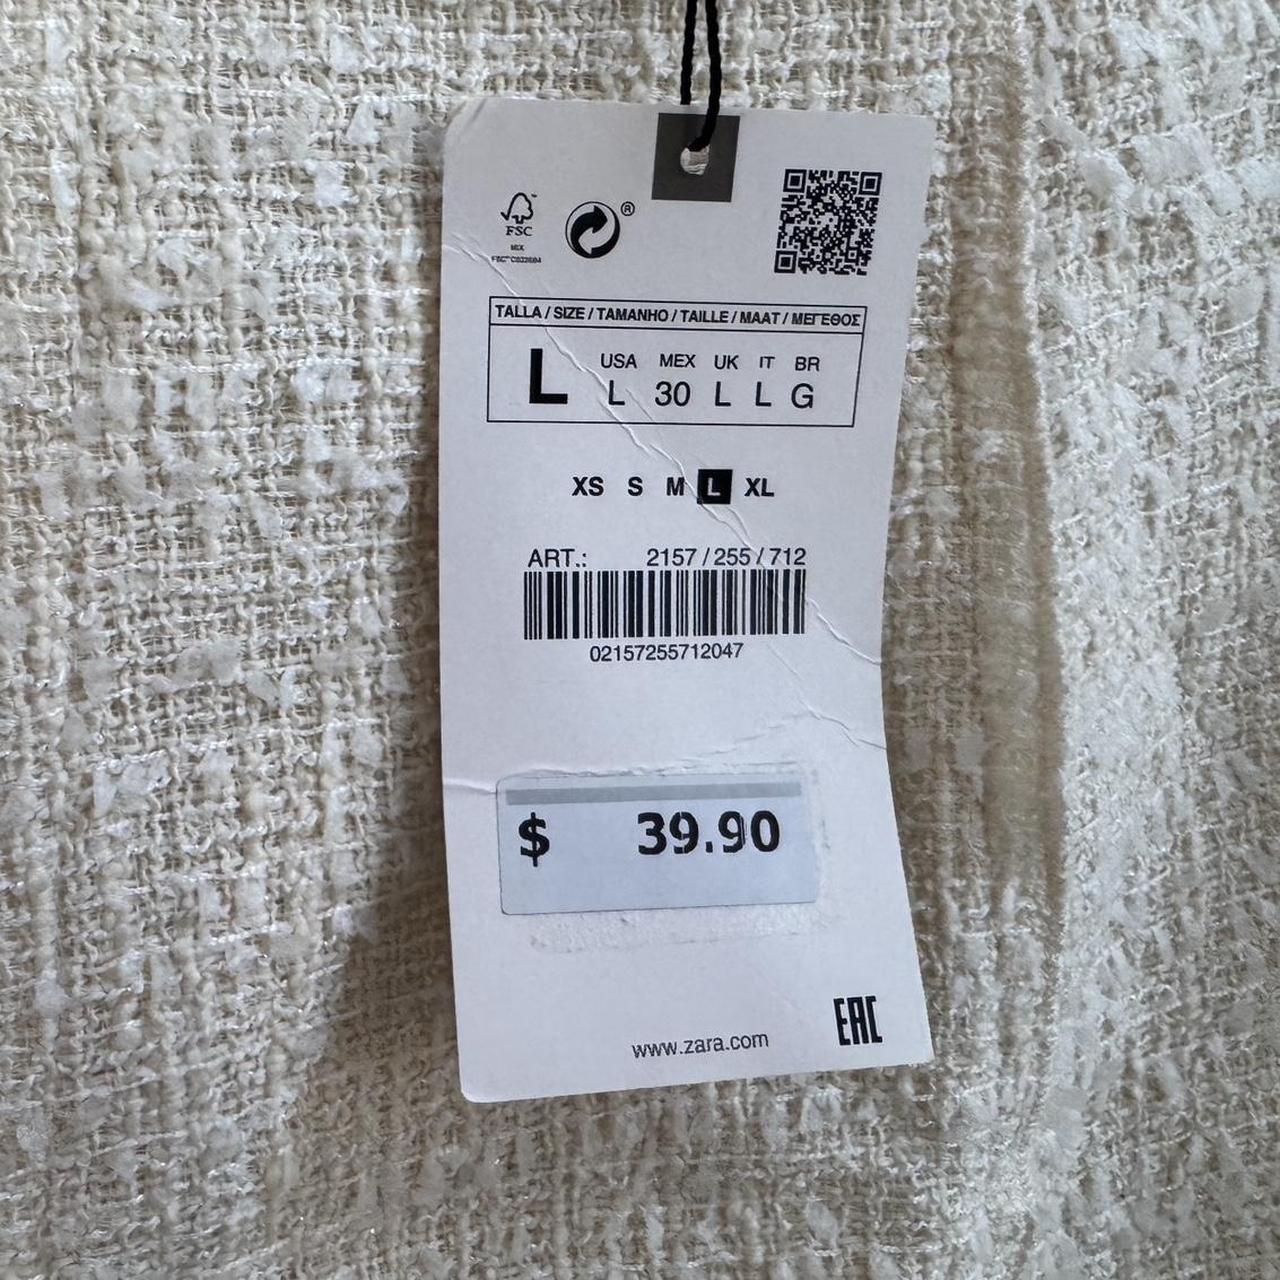 FSC™
MIX
®
TALLA / SIZE / TAMANHO / TAILLE / MAAT / ΜΕΓΕΘΟΣ
L USA MEX UK IT BR
L 30 L L G
XS S M L XL
ART.: 2157 / 255 / 712
02157255712047
$ 39.90
www.zara.com
EAC